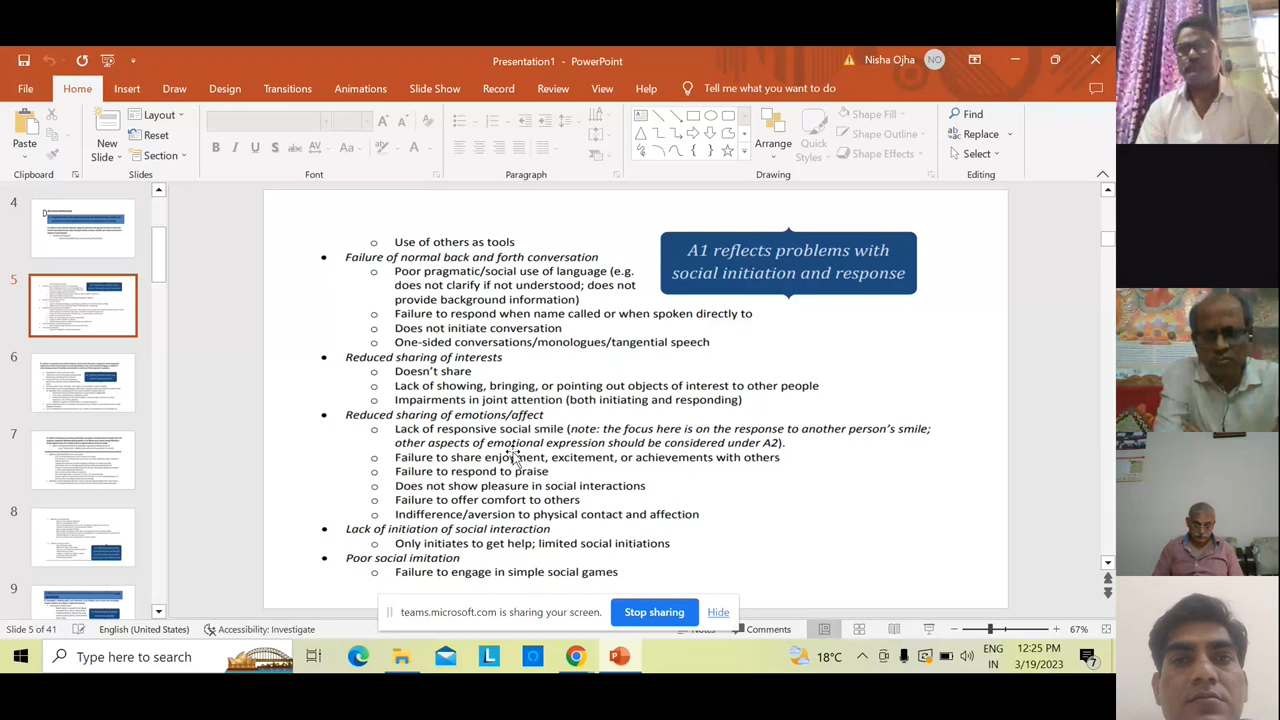 Presentation1 - PowerPoint
Nisha Ojha
NO
File
Home
Insert
Draw
Design
Transitions
Animations
Slide Show
Record
Review
View
Help
Tell me what you want to do
Paste
Clipboard
New
Slide
Layout
Reset
Section
Slides
Font
Paragraph
Arrange
Quick
Styles
Shape Fill
Shape Outline
Shape Effects
Drawing
Find
Replace
Select
Editing
4
5
6
7
8
9
o Use of others as tools
• Failure of normal back and forth conversation
o Poor pragmatic/social use of language (e.g.
does not clarify if not understood; does not
provide background information)
o Failure to respond when name called or when spoken directly to
o Does not initiate conversation
o One-sided conversations/monologues/tangential speech
• Reduced sharing of interests
o Doesn't share
o Lack of showing, bringing, or pointing out objects of interest to other people
o Impairments in joint attention (both initiating and responding)
• Reduced sharing of emotions/affect
o Lack of responsive social smile (note: the focus here is on the response to another person's smile;
other aspects of emotional expression should be considered under A2).
o Failure to share enjoyment, excitement, or achievements with others
o Failure to respond to praise
o Does not show pleasure in social interactions
o Failure to offer comfort to others
o Indifference/aversion to physical contact and affection
• Lack of initiation of social interaction
o Only initiates to get help; limited social initiations
• Poor social imitation
o Failure to engage in simple social games
A1 reflects problems with
social initiation and response
teams.microsoft.com is sharing your screen.
Stop sharing
Hide
Slide 5 of 41
English (United States)
Accessibility: Investigate
Notes
Comments
67%
Type here to search
18°C
ENG
IN
12:25 PM
3/19/2023
7